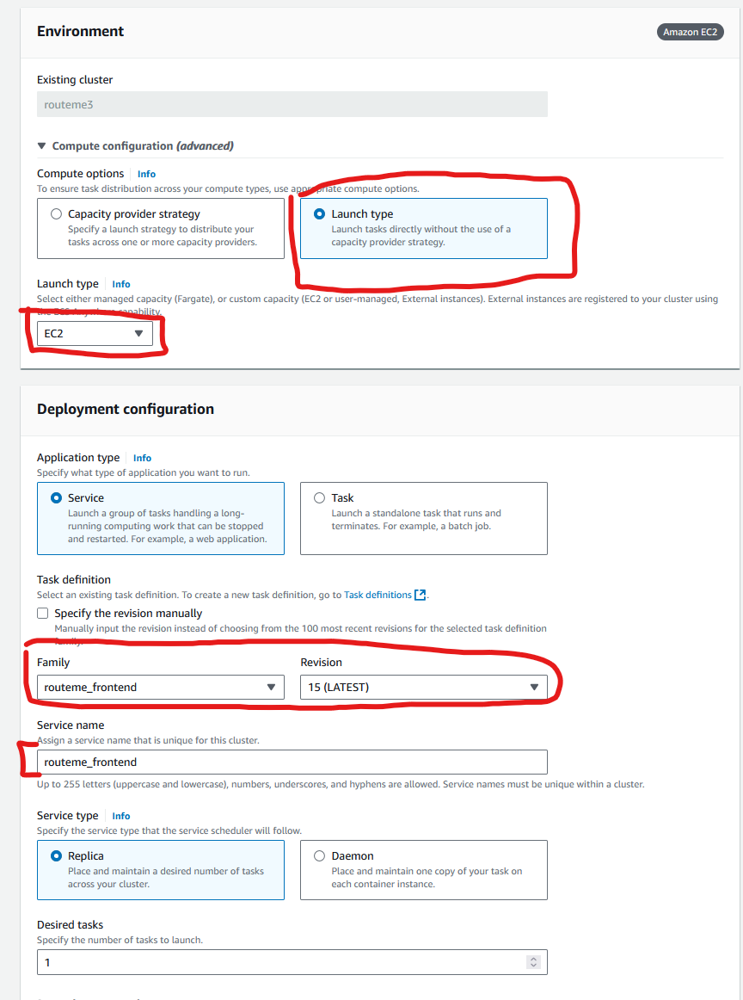 Environment
Amazon EC2
Existing cluster
routeme3
Compute configuration (advanced)
Compute options Info
To ensure task distribution across your compute types, use appropriate compute options.
Capacity provider strategy
Specify a launch strategy to distribute your
tasks across one or more capacity providers.
Launch type
Launch tasks directly without the use of a
capacity provider strategy.
Launch type Info
Select either managed capacity (Fargate), or custom capacity (EC2 or user-managed, External instances). External instances are registered to your cluster using
the ECS Anywhere capability.
EC2
Deployment configuration
Application type Info
Specify what type of application you want to run.
Service
Launch a group of tasks handling a long-
running computing work that can be stopped
and restarted. For example, a web application.
Task
Launch a standalone task that runs and
terminates. For example, a batch job.
Task definition
Select an existing task definition. To create a new task definition, go to Task definitions.
Specify the revision manually
Manually input the revision instead of choosing from the 100 most recent revisions for the selected task definition
family.
Family
routeme_frontend
Revision
15 (LATEST)
Service name
Assign a service name that is unique for this cluster.
routeme_frontend
Up to 255 letters (uppercase and lowercase), numbers, underscores, and hyphens are allowed. Service names must be unique within a cluster.
Service type Info
Specify the service type that the service scheduler will follow.
Replica
Place and maintain a desired number of tasks
across your cluster.
Daemon
Place and maintain one copy of your task on
each container instance.
Desired tasks
Specify the number of tasks to launch.
1